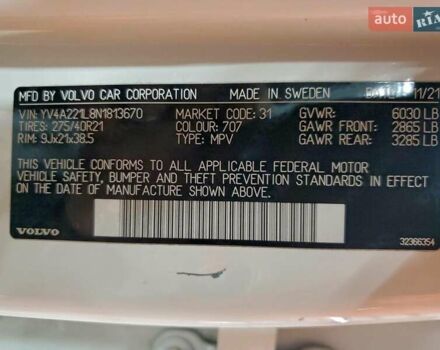 auto RIA
MFD BY VOLVO CAR CORPORATION MADE IN SWEDEN 11/21
VIN: YV4A221L8N1813670 MARKET CODE: 31 GVWR: 6030 LB
TIRES: 275/40R21 COLOUR: 707 GAWR FRONT: 2865 LB
RIM: 9Jx21x38.5 TYPE: MPV GAWR REAR: 3285 LB
THIS VEHICLE CONFORMS TO ALL APPLICABLE FEDERAL MOTOR
VEHICLE SAFETY, BUMPER AND THEFT PREVENTION STANDARDS IN EFFECT
ON THE DATE OF MANUFACTURE SHOWN ABOVE.
VOLVO 32366354